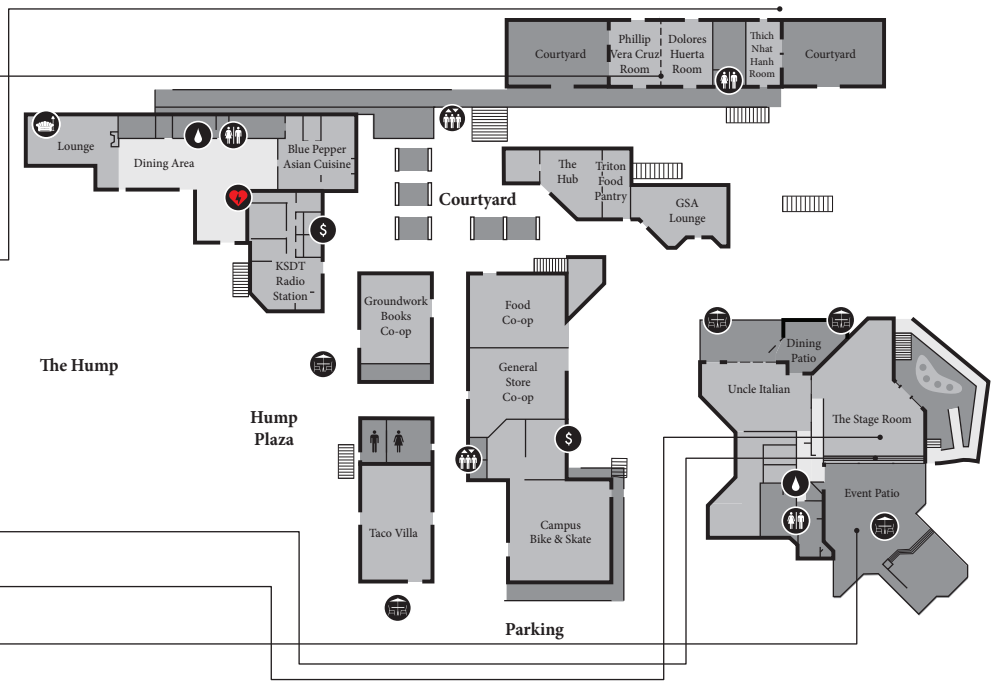 Courtyard
Phillip
Vera Cruz
Room
Dolores
Huerta
Room
Thich
Nhat
Hanh
Room
Courtyard
Lounge
Dining Area
Blue Pepper
Asian Cuisine
$
KSDT
Radio
Station
Courtyard
The
Hub
Triton
Food
Pantry
GSA
Lounge
Groundwork
Books
Co-op
Food
Co-op
General
Store
Co-op
$
The Hump
Hump
Plaza
Taco Villa
Campus
Bike & Skate
Parking
Dining
Patio
Uncle Italian
The Stage Room
Event Patio